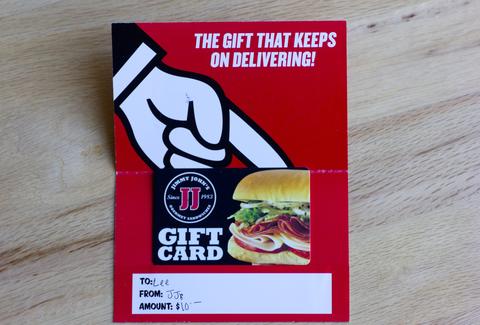 THE GIFT THAT KEEPS
ON DELIVERING!
JIMMY JOHN'S
Since JJ 1983
GOURMET SANDWICHES
GIFT
CARD
TO: Lee
FROM: JJs
AMOUNT: $10—